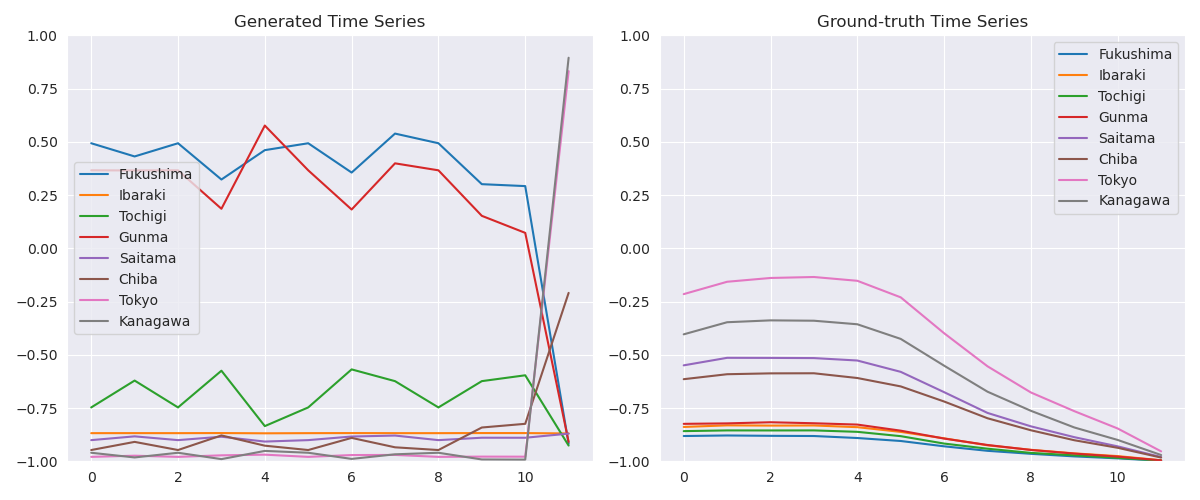 Generated Time Series
1.00
0.75
0.50
0.25
0.00
−0.25
−0.50
−0.75
−1.00
0
2
4
6
8
10
Fukushima
Ibaraki
Tochigi
Gunma
Saitama
Chiba
Tokyo
Kanagawa
Ground-truth Time Series
1.00
0.75
0.50
0.25
0.00
−0.25
−0.50
−0.75
−1.00
0
2
4
6
8
10
Fukushima
Ibaraki
Tochigi
Gunma
Saitama
Chiba
Tokyo
Kanagawa